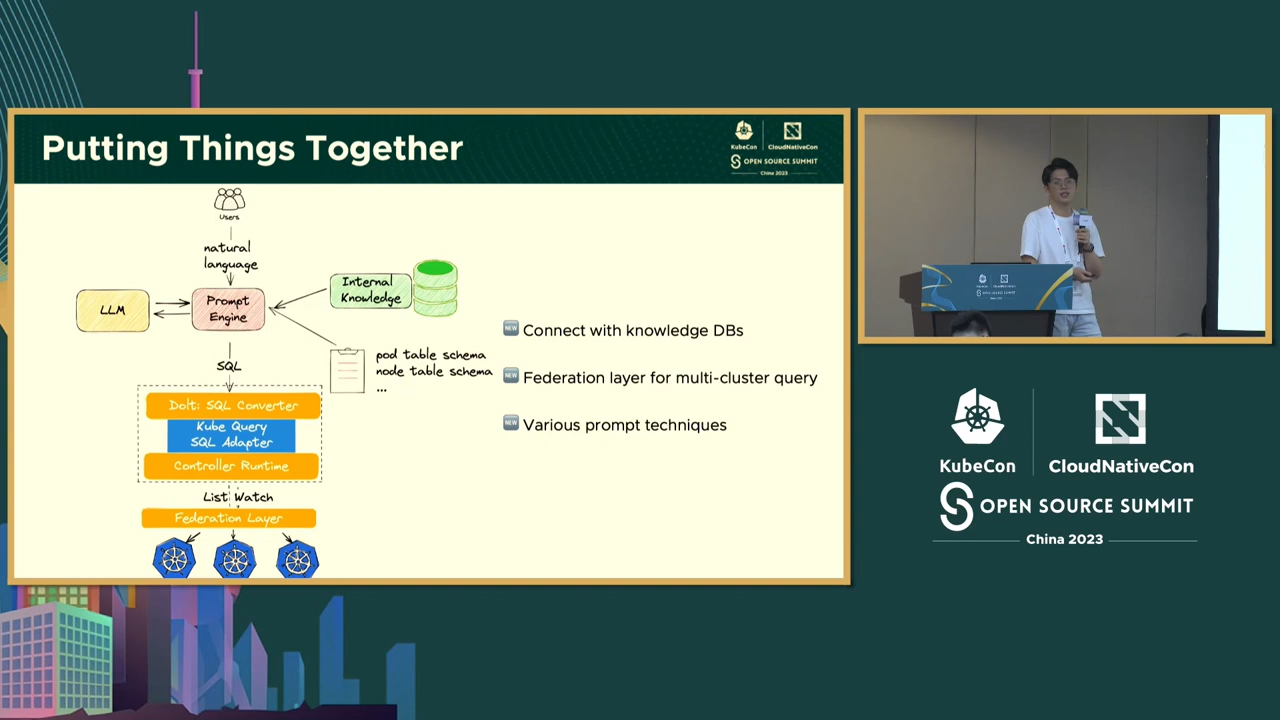 Putting Things Together
KubeCon
CloudNativeCon
OPEN SOURCE SUMMIT
China 2023
Users
natural
language
LLM
Prompt
Engine
Internal
Knowledge
SQL
pod table schema
node table schema
...
Dolt: SQL Converter
Kube Query
SQL Adapter
Controller Runtime
List Watch
Federation Layer
NEW Connect with knowledge DBs
NEW Federation layer for multi-cluster query
NEW Various prompt techniques
KubeCon
CloudNativeCon
OPEN SOURCE SUMMIT
China 2023